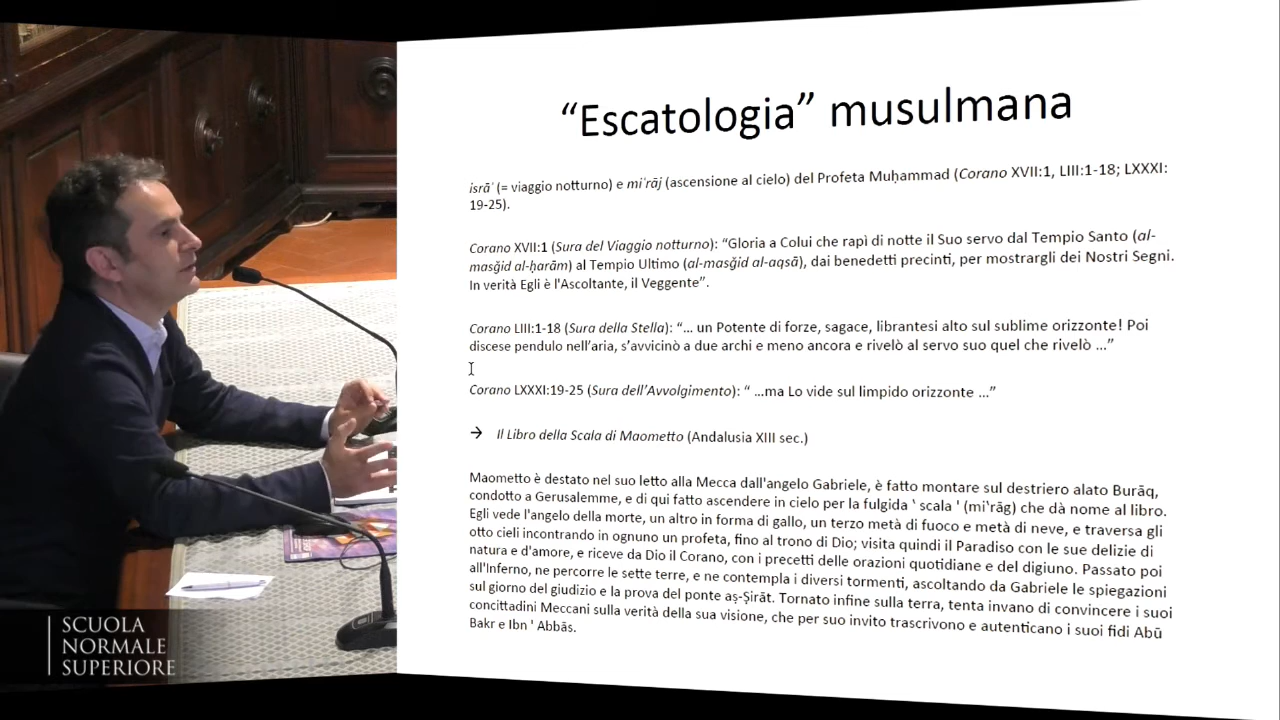 “Escatologia” musulmana
isrāʾ (= viaggio notturno) e miʿrāj (ascensione al cielo) del Profeta Muḥammad (Corano XVII:1, LIII:1-18; LXXXI:
19-25).
Corano XVII:1 (Sura del Viaggio notturno): “Gloria a Colui che rapì di notte il Suo servo dal Tempio Santo (al-
masǧid al-ḥarām) al Tempio Ultimo (al-masǧid al-aqsā), dai benedetti precinti, per mostrargli dei Nostri Segni.
In verità Egli è l'Ascoltante, il Veggente”.
Corano LIII:1-18 (Sura della Stella): “... un Potente di forze, sagace, librantesi alto sul sublime orizzonte! Poi
discese pendulo nell’aria, s’avvicinò a due archi e meno ancora e rivelò al servo suo quel che rivelò ...”
Corano LXXXI:19-25 (Sura dell’Avvolgimento): “ ...ma Lo vide sul limpido orizzonte ...”
→ Il Libro della Scala di Maometto (Andalusia XIII sec.)
Maometto è destato nel suo letto alla Mecca dall'angelo Gabriele, è fatto montare sul destriero alato Burāq,
condotto a Gerusalemme, e di qui fatto ascendere in cielo per la fulgida ‛ scala ' (mi‛rāg) che dà nome al libro.
Egli vede l'angelo della morte, un altro in forma di gallo, un terzo metà di fuoco e metà di neve, e traversa gli
otto cieli incontrando in ognuno un profeta, fino al trono di Dio; visita quindi il Paradiso con le sue delizie di
natura e d'amore, e riceve da Dio il Corano, con i precetti delle orazioni quotidiane e del digiuno. Passato poi
all'Inferno, ne percorre le sette terre, e ne contempla i diversi tormenti, ascoltando da Gabriele le spiegazioni
sul giorno del giudizio e la prova del ponte aṣ-Ṣirāt. Tornato infine sulla terra, tenta invano di convincere i suoi
concittadini Meccani sulla verità della sua visione, che per suo invito trascrivono e autenticano i suoi fidi Abū
Bakr e Ibn ' Abbās.
SCUOLA
NORMALE
SUPERIORE